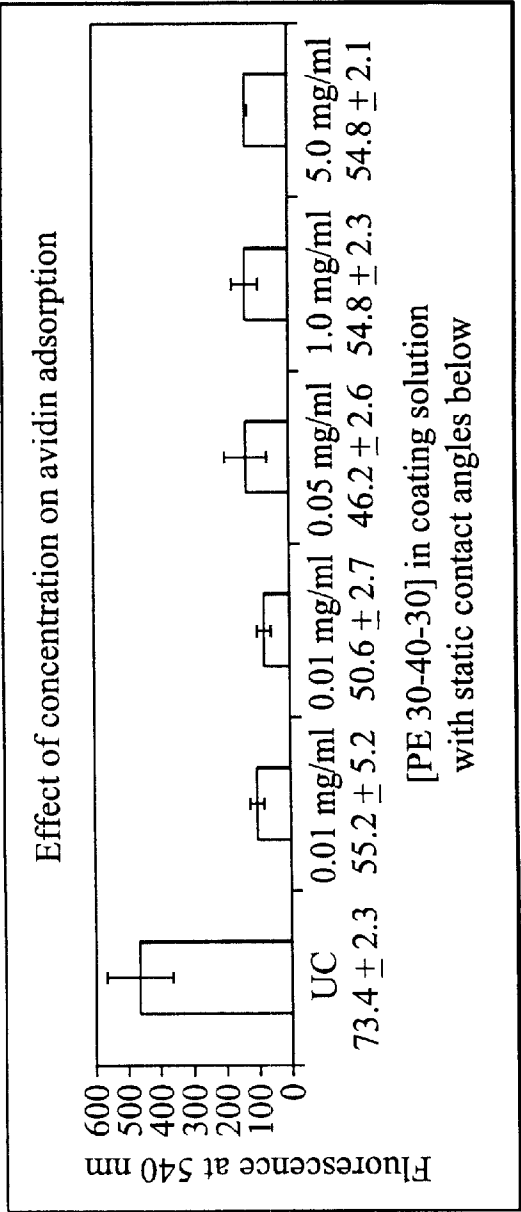 Effect of concentration on avidin adsorption
Fluorescence at 540 nm
600
500
400
300
200
100
0
UC 0.01 mg/ml 0.01 mg/ml 0.05 mg/ml 1.0 mg/ml 5.0 mg/ml
73.4 ± 2.3 55.2 ± 5.2 50.6 ± 2.7 46.2 ± 2.6 54.8 ± 2.3 54.8 ± 2.1
[PE 30-40-30] in coating solution
with static contact angles below